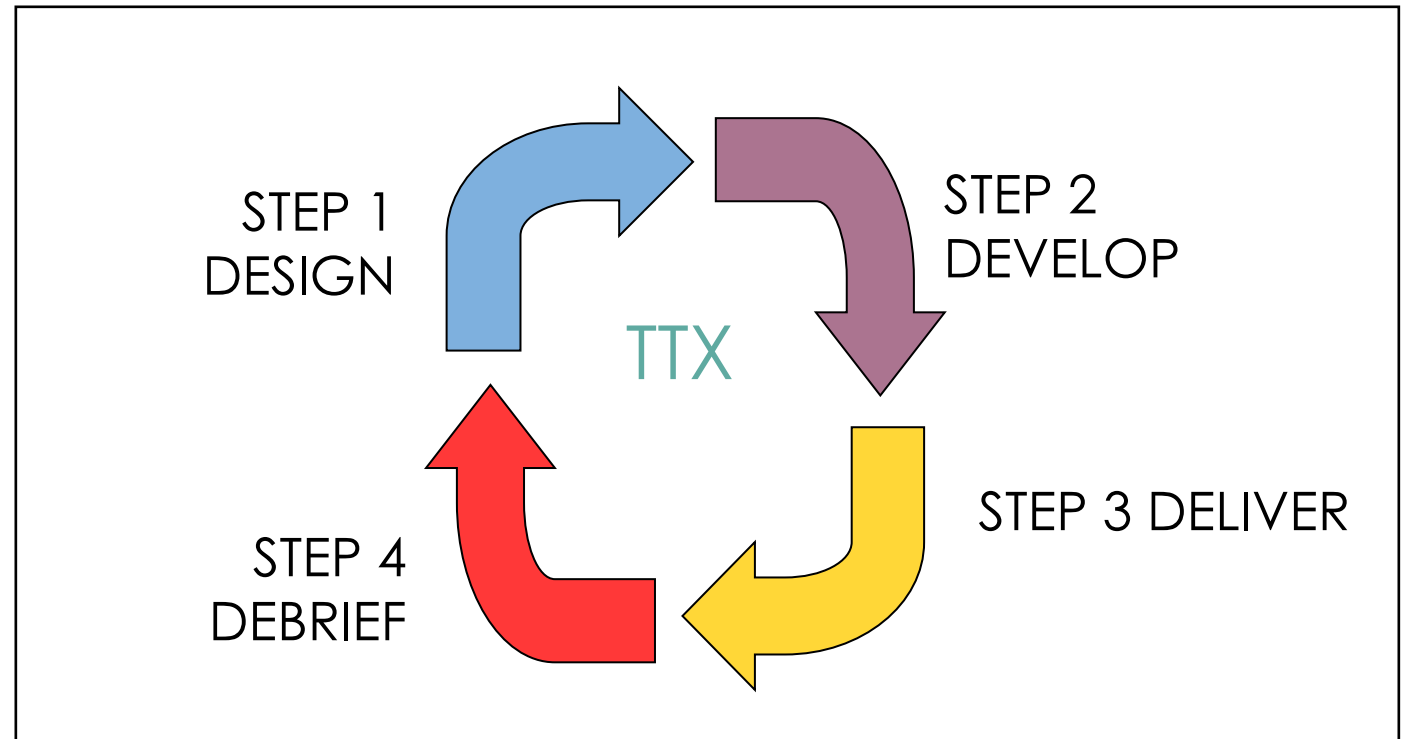 STEP 1
DESIGN
STEP 2
DEVELOP
TTX
STEP 3 DELIVER
STEP 4
DEBRIEF